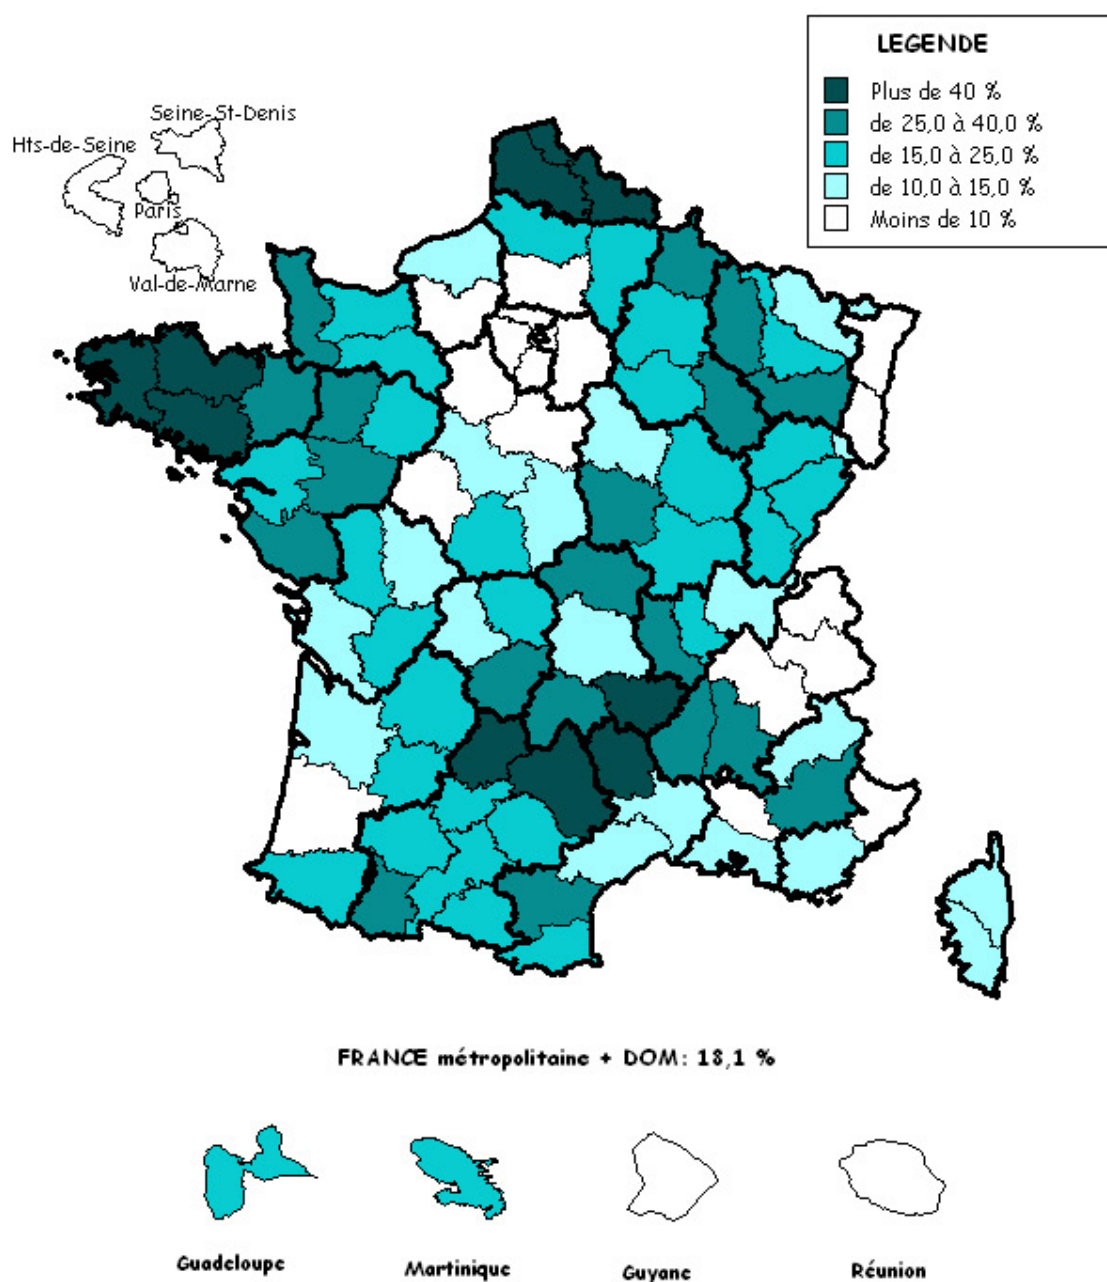 LEGENDE
Plus de 40 %
de 25,0 à 40,0 %
de 15,0 à 25,0 %
de 10,0 à 15,0 %
Moins de 10 %
Seine-St-Denis
Hts-de-Seine
Paris
Val-de-Marne
FRANCE métropolitaine + DOM: 18,1 %
Guadeloupe
Martinique
Guyane
Réunion